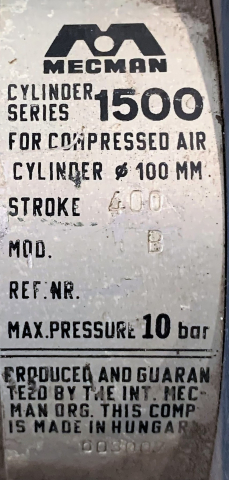 MECMAN
CYLINDER
SERIES 1500
FOR COMPRESSED AIR
CYLINDER ø 100 MM.
STROKE 400
MOD. B
REF.NR.
MAX.PRESSURE 10 bar
PRODUCED AND GUARAN
TEED BY THE INT. MEC-
MAN ORG. THIS COMP
IS MADE IN HUNGAR